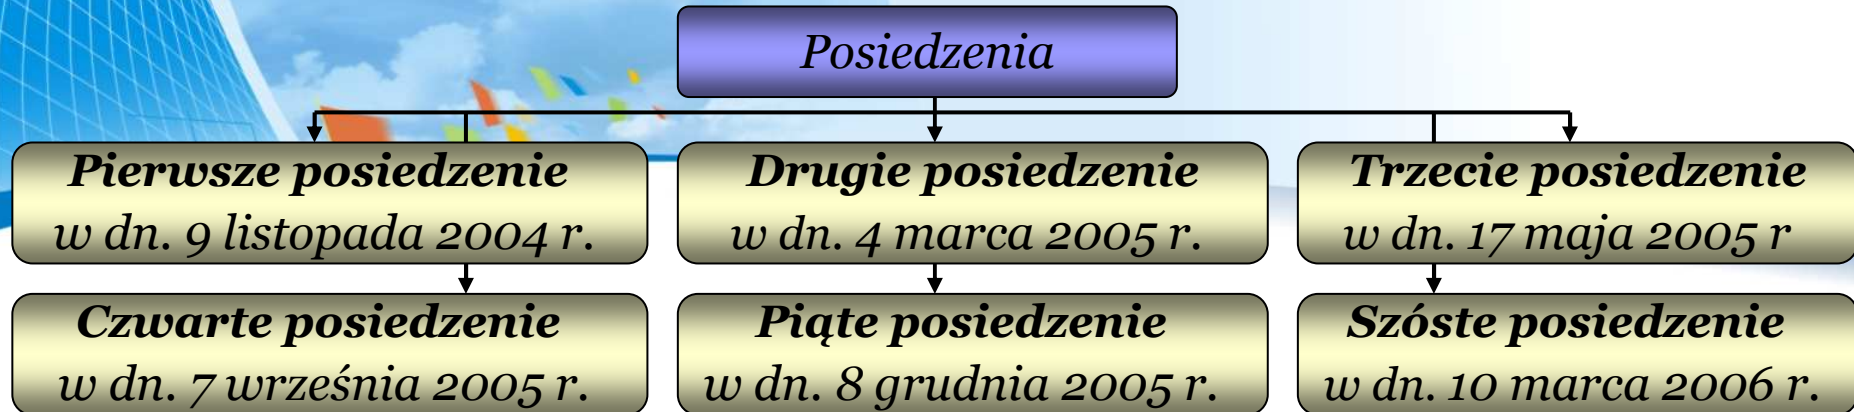 Posiedzenia
Pierwsze posiedzenie
w dn. 9 listopada 2004 r.
Drugie posiedzenie
w dn. 4 marca 2005 r.
Trzecie posiedzenie
w dn. 17 maja 2005 r
Czwarte posiedzenie
w dn. 7 września 2005 r.
Piąte posiedzenie
w dn. 8 grudnia 2005 r.
Szóste posiedzenie
w dn. 10 marca 2006 r.